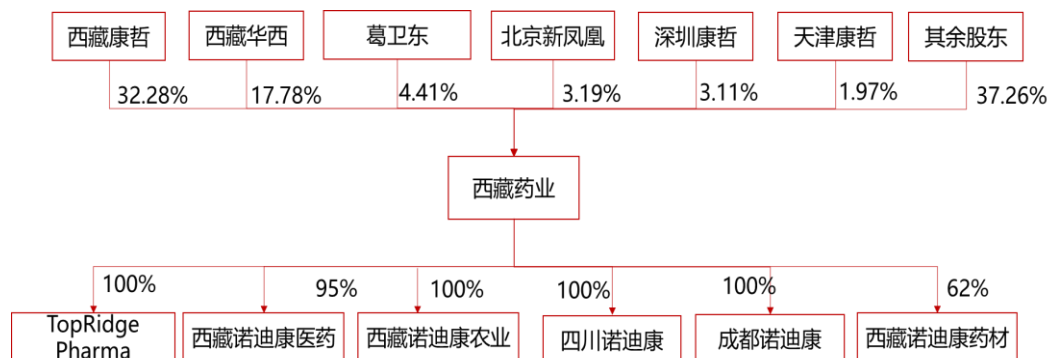 西藏康哲
西藏华西
葛卫东
北京新凤凰
深圳康哲
天津康哲
其余股东
32.28%
17.78%
4.41%
3.19%
3.11%
1.97%
37.26%
西藏药业
100%
95%
100%
100%
100%
62%
TopRidge
Pharma
西藏诺迪康医药
西藏诺迪康农业
四川诺迪康
成都诺迪康
西藏诺迪康药材